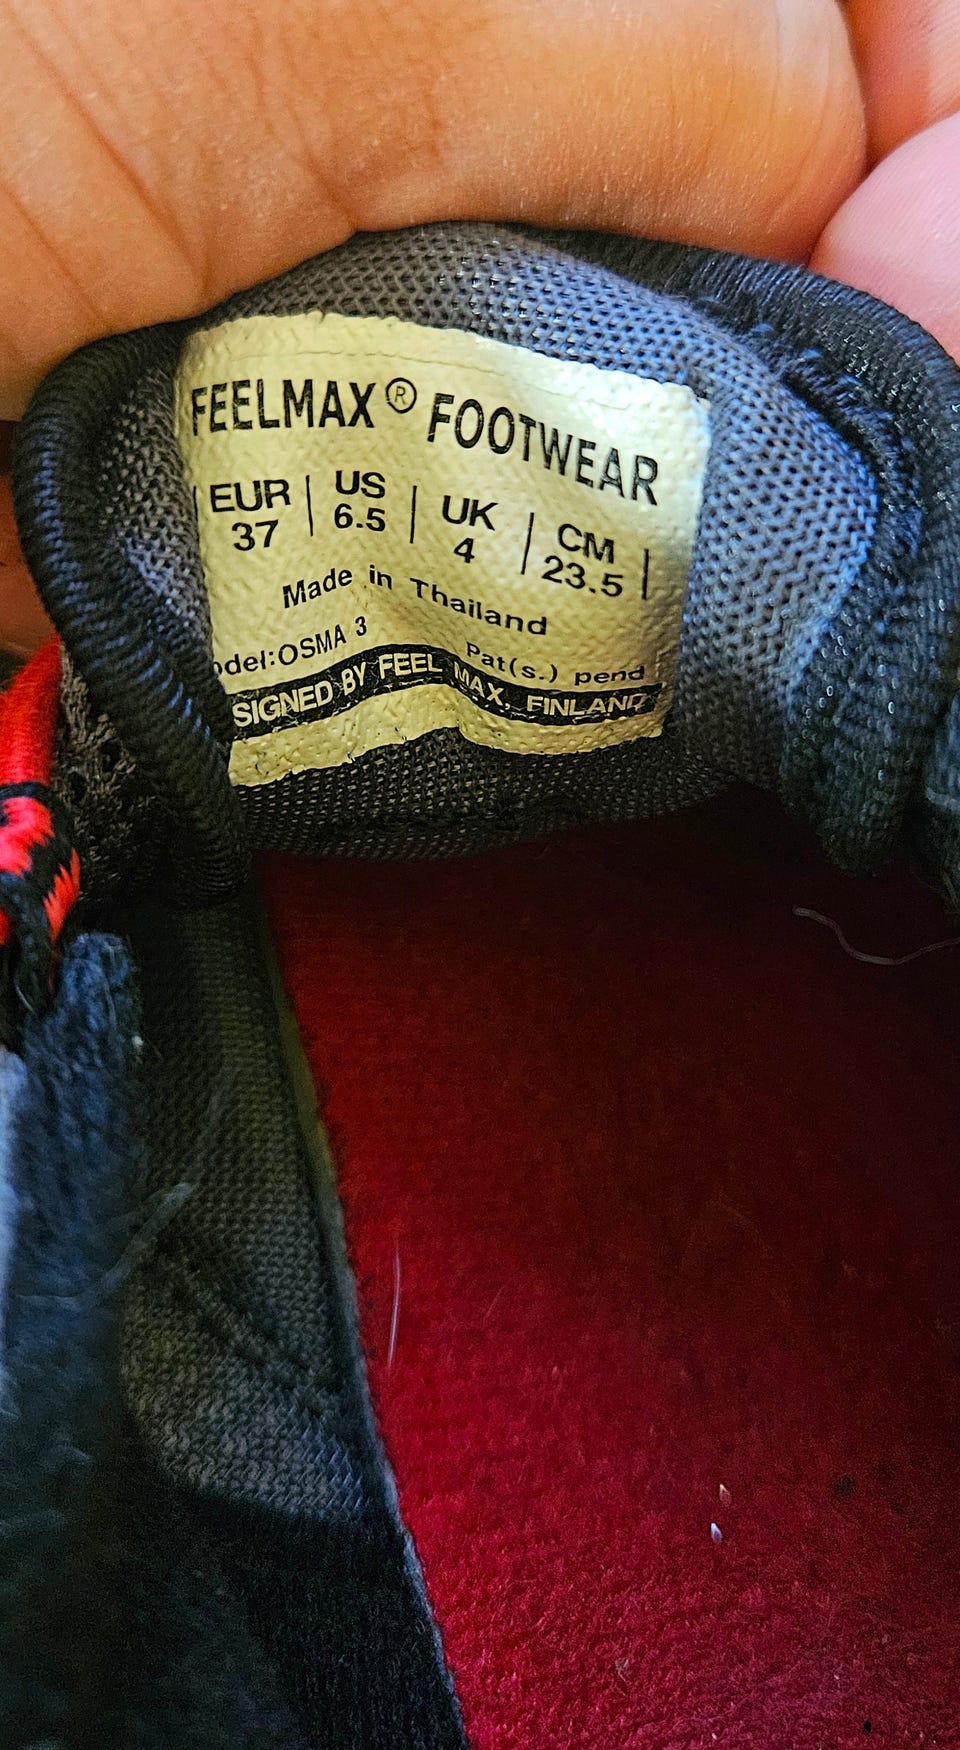 FEELMAX® FOOTWEAR
EUR | US | UK | CM |
37 6.5 4 23.5
Made in Thailand
odel:OSMA 3 Pat(s.) pend
SIGNED BY FEEL MAX, FINLAND